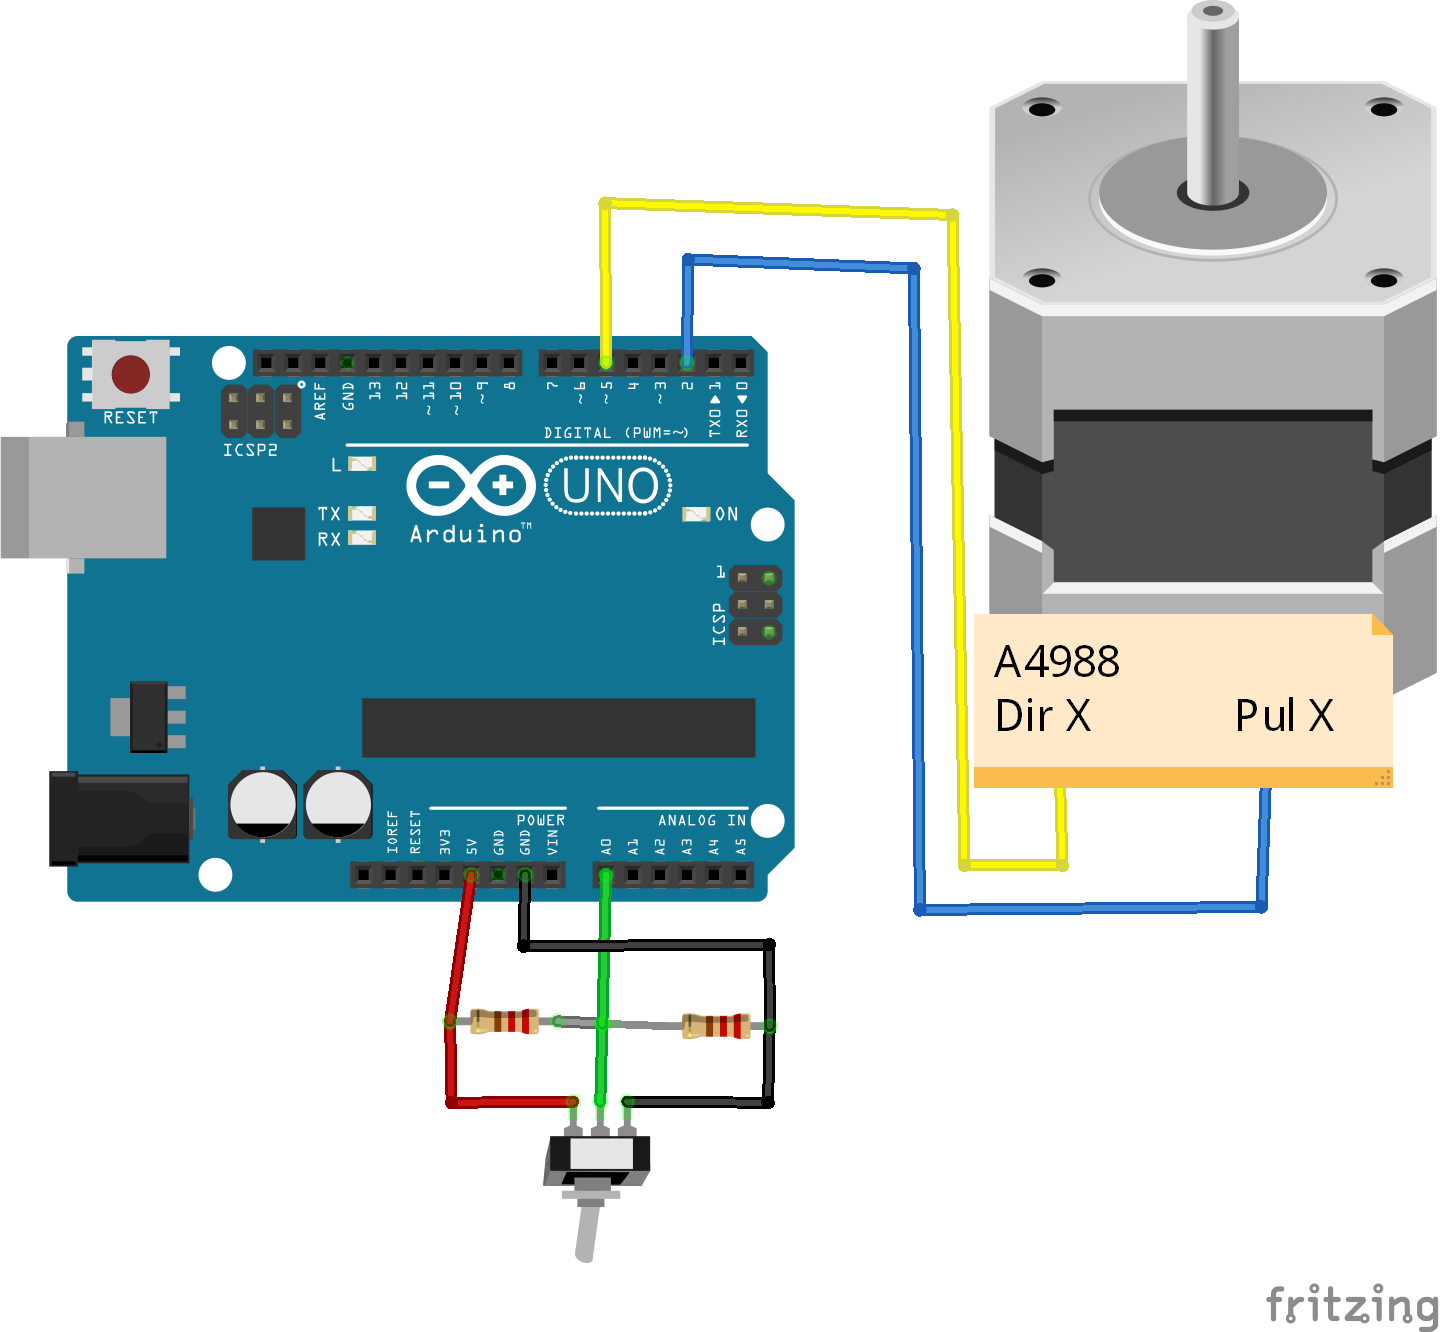 RESET
ICSP2
AREF
GND
13
12
~11
~10
~9
8
7
~6
~5
4
~3
2
TX0▶1
RX0◀0
DIGITAL (PWM=~)
L
TX
RX
UNO
Arduino™
ON
1
ICSP
A4988
Dir X Pul X
POWER
ANALOG IN
IOREF
RESET
3V3
5V
GND
GND
VIN
A0
A1
A2
A3
A4
A5
fritzing